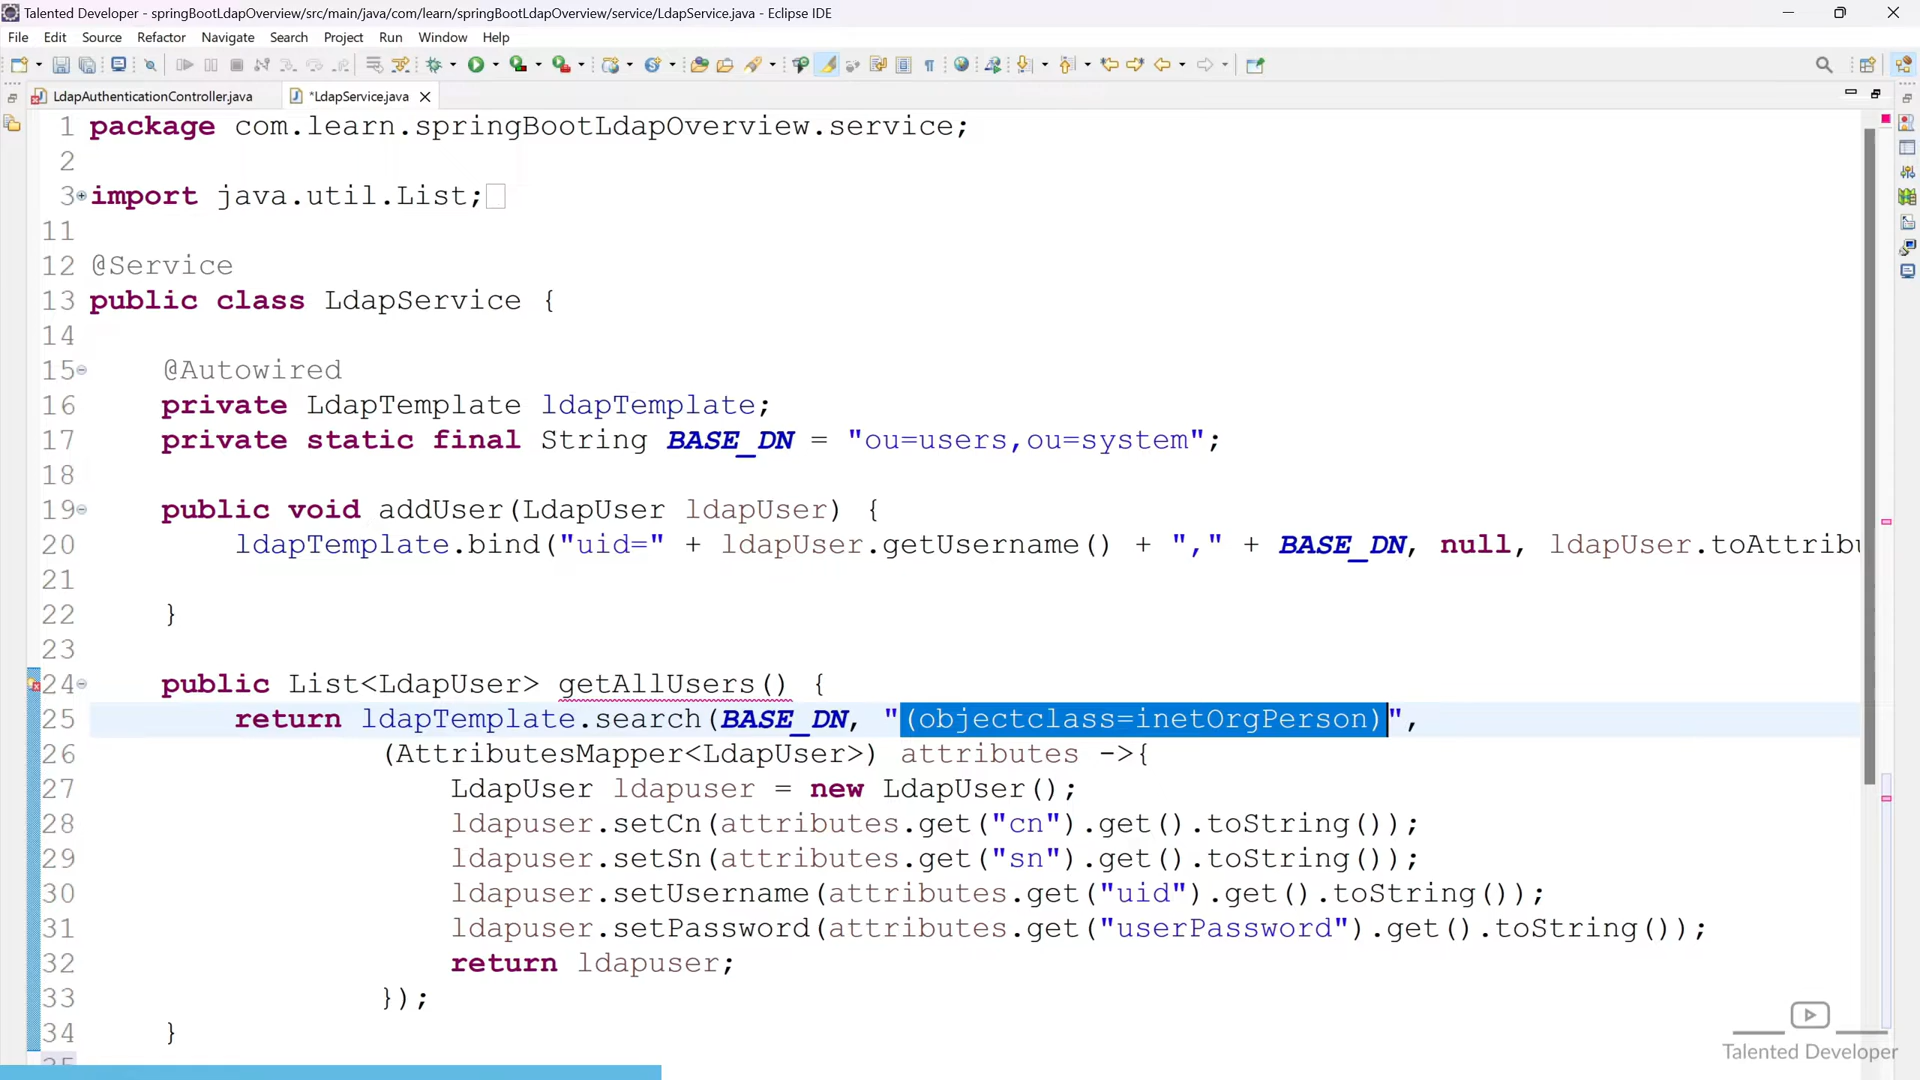 Talented Developer - springBootLdapOverview/src/main/java/com/learn/springBootLdapOverview/service/LdapService.java - Eclipse IDE
File Edit Source Refactor Navigate Search Project Run Window Help
LdapAuthenticationController.java *LdapService.java
1 package com.learn.springBootLdapOverview.service;
2
3 import java.util.List;
11
12 @Service
13 public class LdapService {
14
15 @Autowired
16 private LdapTemplate ldapTemplate;
17 private static final String BASE_DN = "ou=users,ou=system";
18
19 public void addUser(LdapUser ldapUser) {
20 ldapTemplate.bind("uid=" + ldapUser.getUsername() + "," + BASE_DN, null, ldapUser.toAttribu
21
22 }
23
24 public List<LdapUser> getAllUsers() {
25 return ldapTemplate.search(BASE_DN, "(objectclass=inetOrgPerson)",
26 (AttributesMapper<LdapUser>) attributes ->{
27 LdapUser ldapuser = new LdapUser();
28 ldapuser.setCn(attributes.get("cn").get().toString());
29 ldapuser.setSn(attributes.get("sn").get().toString());
30 ldapuser.setUsername(attributes.get("uid").get().toString());
31 ldapuser.setPassword(attributes.get("userPassword").get().toString());
32 return ldapuser;
33 });
34 }
35
Talented Developer